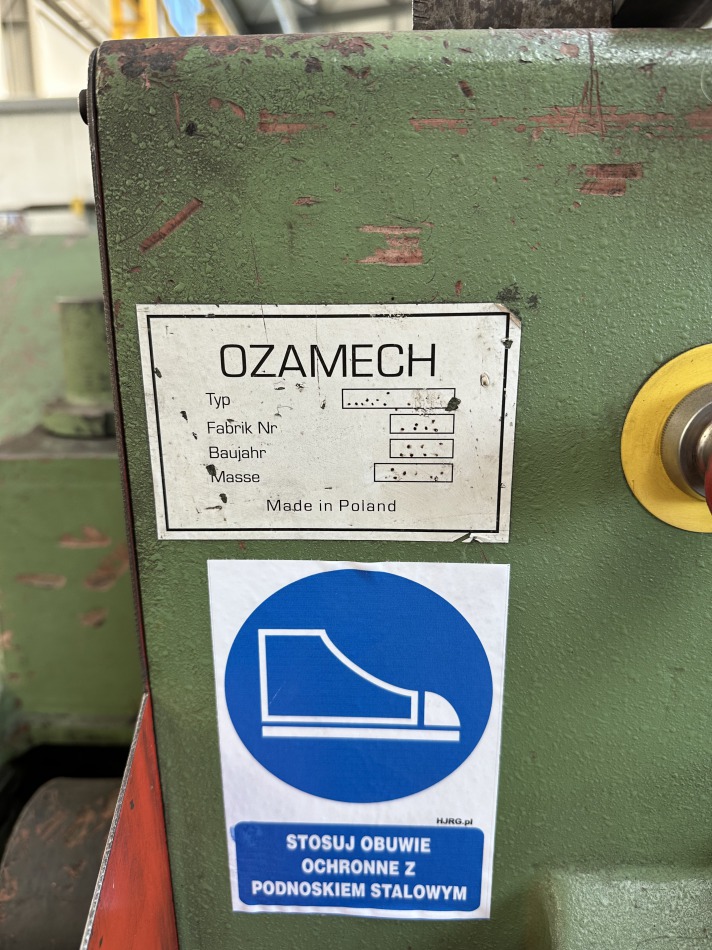 OZAMECH
Typ
Fabrik Nr
Baujahr
Masse
Made in Poland
HJRG.pl
STOSUJ OBUWIE
OCHRONNE Z
PODNOSKIEM STALOWYM